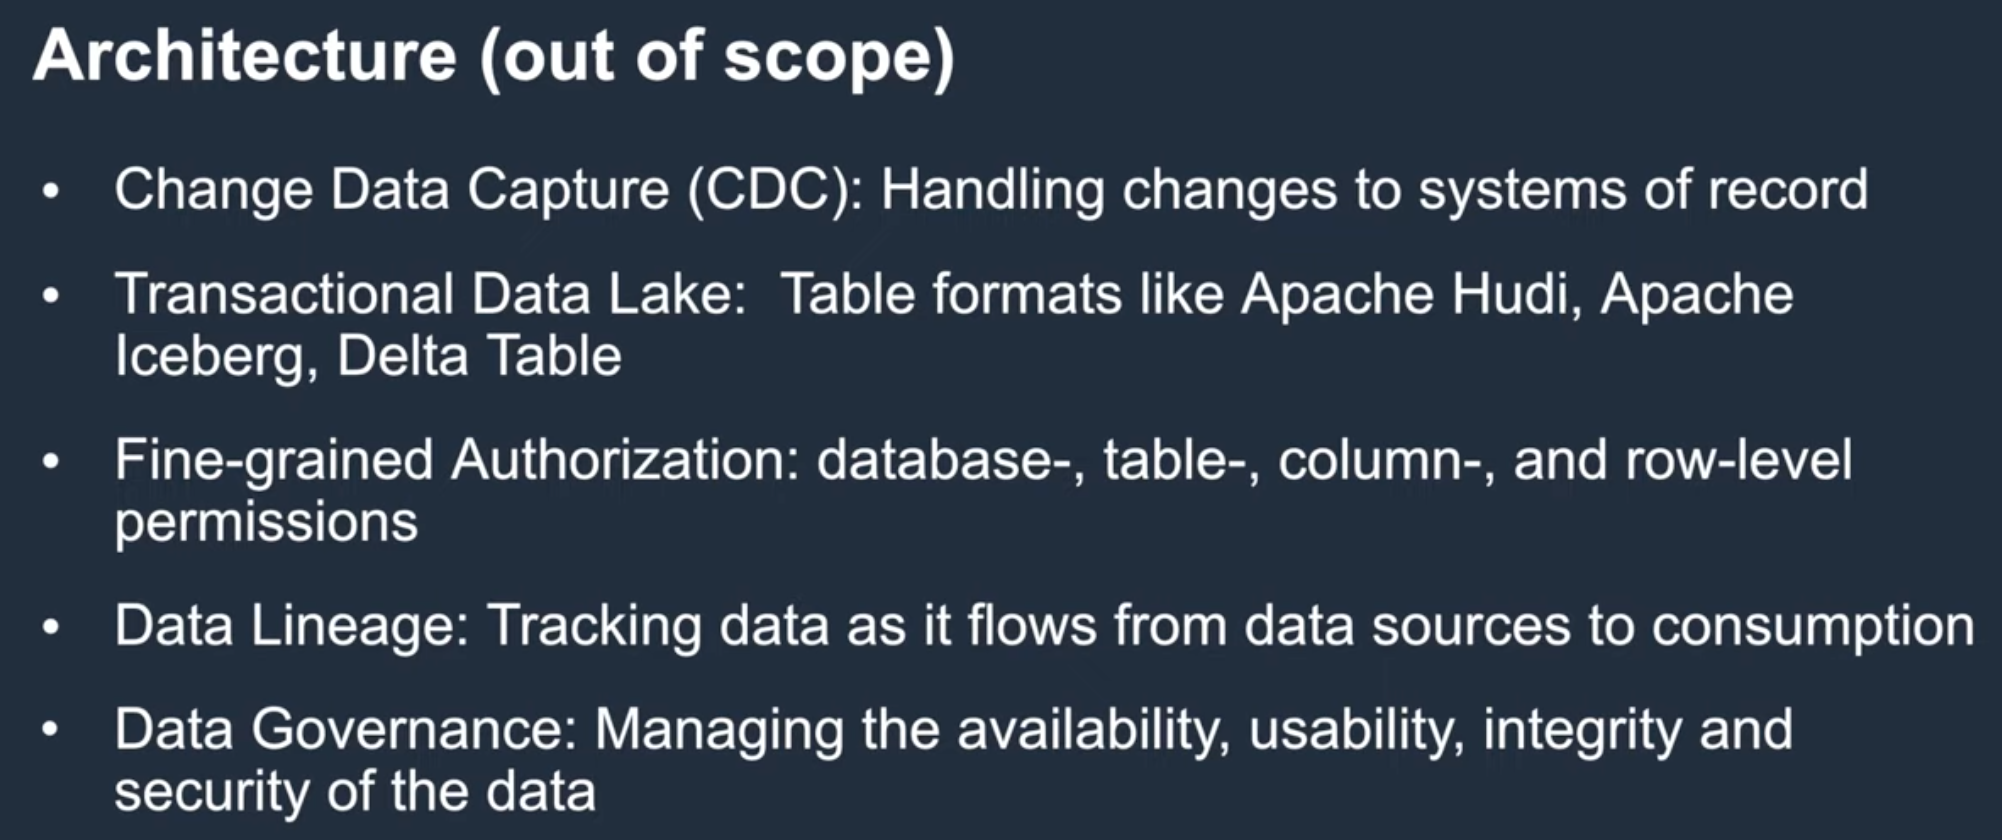 Architecture (out of scope)
• Change Data Capture (CDC): Handling changes to systems of record
• Transactional Data Lake: Table formats like Apache Hudi, Apache
Iceberg, Delta Table
• Fine-grained Authorization: database-, table-, column-, and row-level
permissions
• Data Lineage: Tracking data as it flows from data sources to consumption
• Data Governance: Managing the availability, usability, integrity and
security of the data